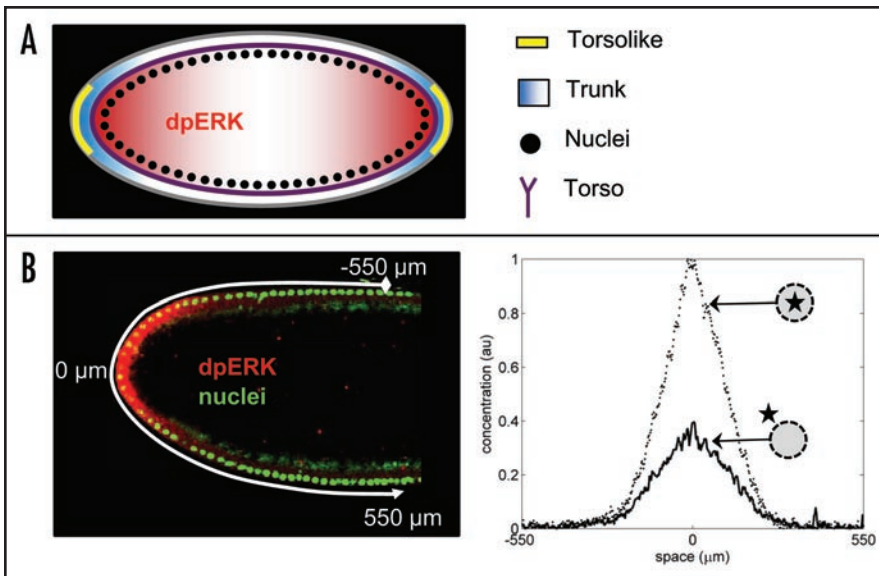 A
dpERK
Torsolike
Trunk
Nuclei
Torso
B
-550 μm
0 μm
dpERK
nuclei
550 μm
concentration (au)
1
0.8
0.6
0.4
0.2
0
-550
0
550
space (μm)